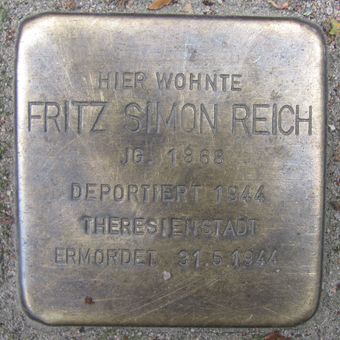 HIER WOHNTE
FRITZ SIMON REICH
JG. 1868
DEPORTIERT 1944
THERESIENSTADT
ERMORDET 31.5.1944